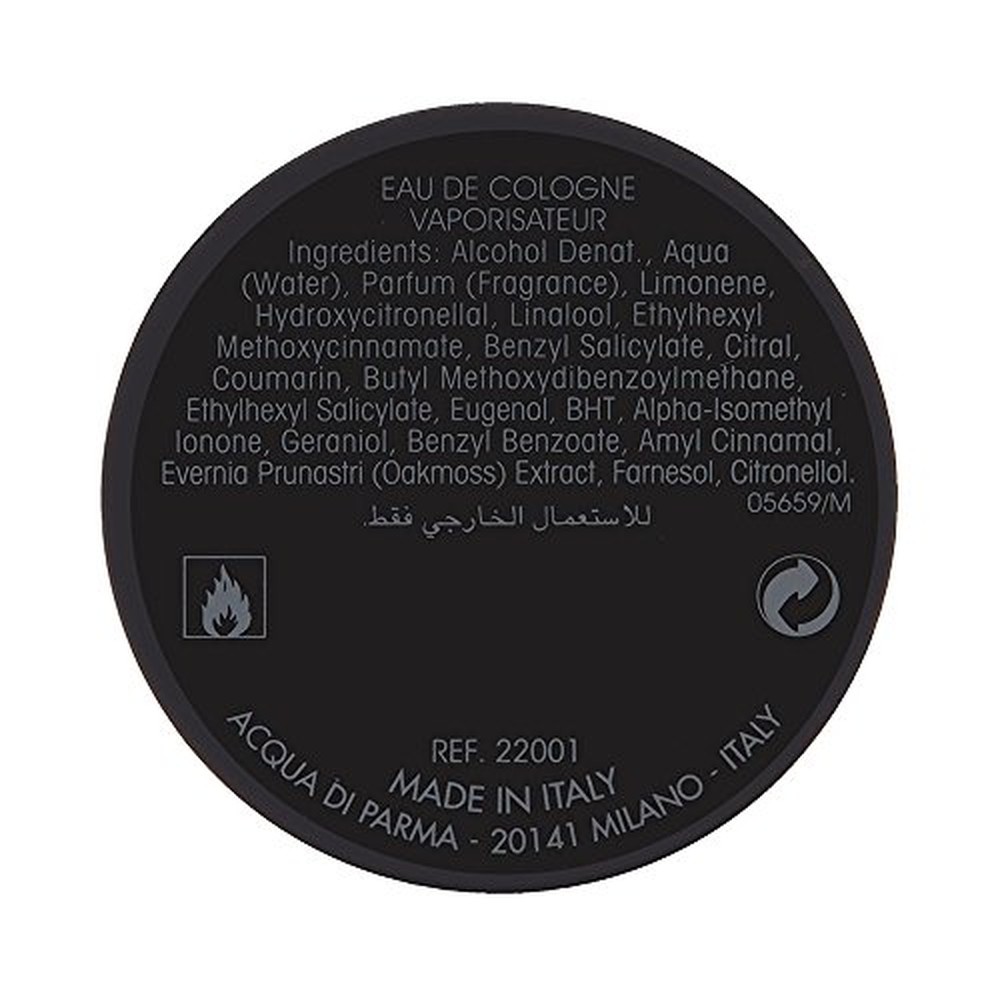 EAU DE COLOGNE
VAPORISATEUR
Ingredients: Alcohol Denat., Aqua
(Water), Parfum (Fragrance), Limonene,
Hydroxycitronellal, Linalool, Ethylhexyl
Methoxycinnamate, Benzyl Salicylate, Citral,
Coumarin, Butyl Methoxydibenzoylmethane,
Ethylhexyl Salicylate, Eugenol, BHT, Alpha-Isomethyl
Ionone, Geraniol, Benzyl Benzoate, Amyl Cinnamal,
Evernia Prunastri (Oakmoss) Extract, Farnesol, Citronellol.
05659/M
للاستعمال الخارجي فقط.
REF. 22001
MADE IN ITALY
ACQUA DI PARMA - 20141 MILANO - ITALY